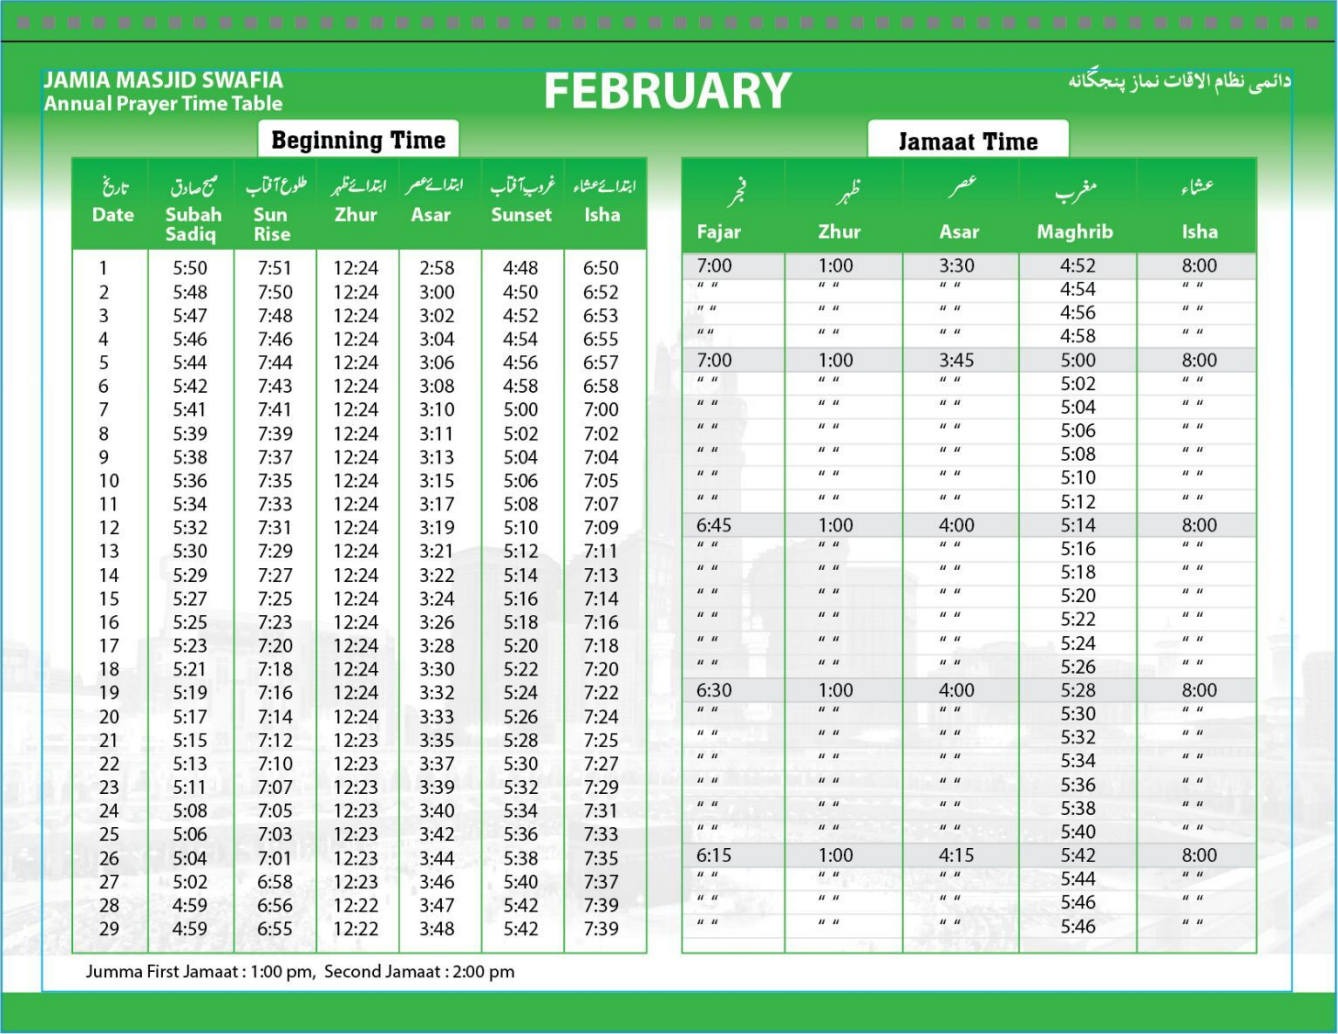 JAMIA MASJID SWAFIA
Annual Prayer Time Table
FEBRUARY
دائمی نظام الاقات نماز پنجگانہ
Beginning Time
تاریخ صبح صادق طلوع آفتاب ابتدائے ظہر ابتدائے عصر غروب آفتاب ابتدائے عشاء
Date Subah Sadiq Sun Rise Zhur Asar Sunset Isha
1 5:50 7:51 12:24 2:58 4:48 6:50
2 5:48 7:50 12:24 3:00 4:50 6:52
3 5:47 7:48 12:24 3:02 4:52 6:53
4 5:46 7:46 12:24 3:04 4:54 6:55
5 5:44 7:44 12:24 3:06 4:56 6:57
6 5:42 7:43 12:24 3:08 4:58 6:58
7 5:41 7:41 12:24 3:10 5:00 7:00
8 5:39 7:39 12:24 3:11 5:02 7:02
9 5:38 7:37 12:24 3:13 5:04 7:04
10 5:36 7:35 12:24 3:15 5:06 7:05
11 5:34 7:33 12:24 3:17 5:08 7:07
12 5:32 7:31 12:24 3:19 5:10 7:09
13 5:30 7:29 12:24 3:21 5:12 7:11
14 5:29 7:27 12:24 3:22 5:14 7:13
15 5:27 7:25 12:24 3:24 5:16 7:14
16 5:25 7:23 12:24 3:26 5:18 7:16
17 5:23 7:20 12:24 3:28 5:20 7:18
18 5:21 7:18 12:24 3:30 5:22 7:20
19 5:19 7:16 12:24 3:32 5:24 7:22
20 5:17 7:14 12:24 3:33 5:26 7:24
21 5:15 7:12 12:23 3:35 5:28 7:25
22 5:13 7:10 12:23 3:37 5:30 7:27
23 5:11 7:07 12:23 3:39 5:32 7:29
24 5:08 7:05 12:23 3:40 5:34 7:31
25 5:06 7:03 12:23 3:42 5:36 7:33
26 5:04 7:01 12:23 3:44 5:38 7:35
27 5:02 6:58 12:23 3:46 5:40 7:37
28 4:59 6:56 12:22 3:47 5:42 7:39
29 4:59 6:55 12:22 3:48 5:42 7:39
Jamaat Time
فجر ظہر عصر مغرب عشاء
Fajar Zhur Asar Maghrib Isha
7:00 1:00 3:30 4:52 8:00
" " " " " " 4:54 " "
" " " " " " 4:56 " "
" " " " " " 4:58 " "
7:00 1:00 3:45 5:00 8:00
" " " " " " 5:02 " "
" " " " " " 5:04 " "
" " " " " " 5:06 " "
" " " " " " 5:08 " "
" " " " " " 5:10 " "
" " " " " " 5:12 " "
6:45 1:00 4:00 5:14 8:00
" " " " " " 5:16 " "
" " " " " " 5:18 " "
" " " " " " 5:20 " "
" " " " " " 5:22 " "
" " " " " " 5:24 " "
" " " " " " 5:26 " "
6:30 1:00 4:00 5:28 8:00
" " " " " " 5:30 " "
" " " " " " 5:32 " "
" " " " " " 5:34 " "
" " " " " " 5:36 " "
" " " " " " 5:38 " "
" " " " " " 5:40 " "
6:15 1:00 4:15 5:42 8:00
" " " " " " 5:44 " "
" " " " " " 5:46 " "
" " " " " " 5:46 " "
Jumma First Jamaat : 1:00 pm, Second Jamaat : 2:00 pm